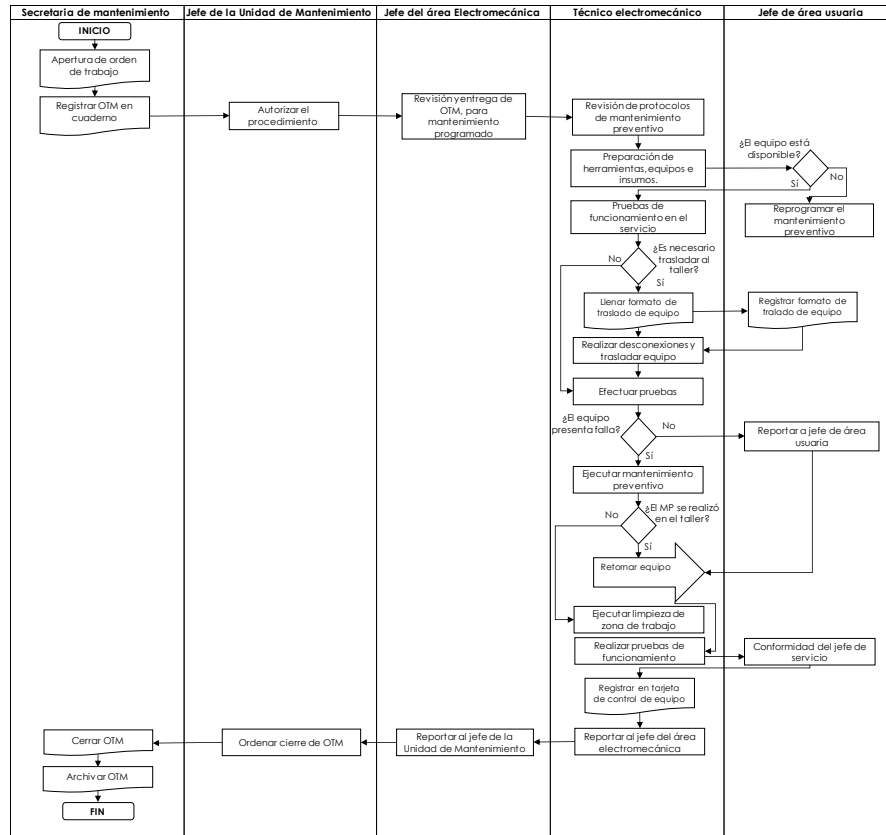 Secretaria de mantenimiento
Jefe de la Unidad de Mantenimiento
Jefe del área Electromecánica
Técnico electromecánico
Jefe de área usuaria
INICIO
Apertura de orden
de trabajo
Registrar OTM en
cuaderno
Autorizar el
procedimiento
Revisión y entrega de
OTM, para
mantenimiento
programado
Revisión de protocolos
de mantenimiento
preventivo
Preparación de
herramientas, equipos e
insumos.
¿El equipo está
disponible?
No
Sí
Reprogramar el
mantenimiento
preventivo
Pruebas de
funcionamiento en el
servicio
¿Es necesario
trasladar al
taller?
No
Sí
Llenar formato de
traslado de equipo
Registrar formato de
tralado de equipo
Realizar desconexiones y
trasladar equipo
Efectuar pruebas
¿El equipo
presenta falla?
No
Sí
Reportar a jefe de área
usuaria
Ejecutar mantenimiento
preventivo
¿El MP se realizó
en el taller?
No
Sí
Retornar equipo
Ejecutar limpieza de
zona de trabajo
Realizar pruebas de
funcionamiento
Conformidad del jefe de
servicio
Registrar en tarjeta
de control de equipo
Reportar al jefe del área
electromecánica
Reportar al jefe de la
Unidad de Mantenimiento
Ordenar cierre de OTM
Cerrar OTM
Archivar OTM
FIN